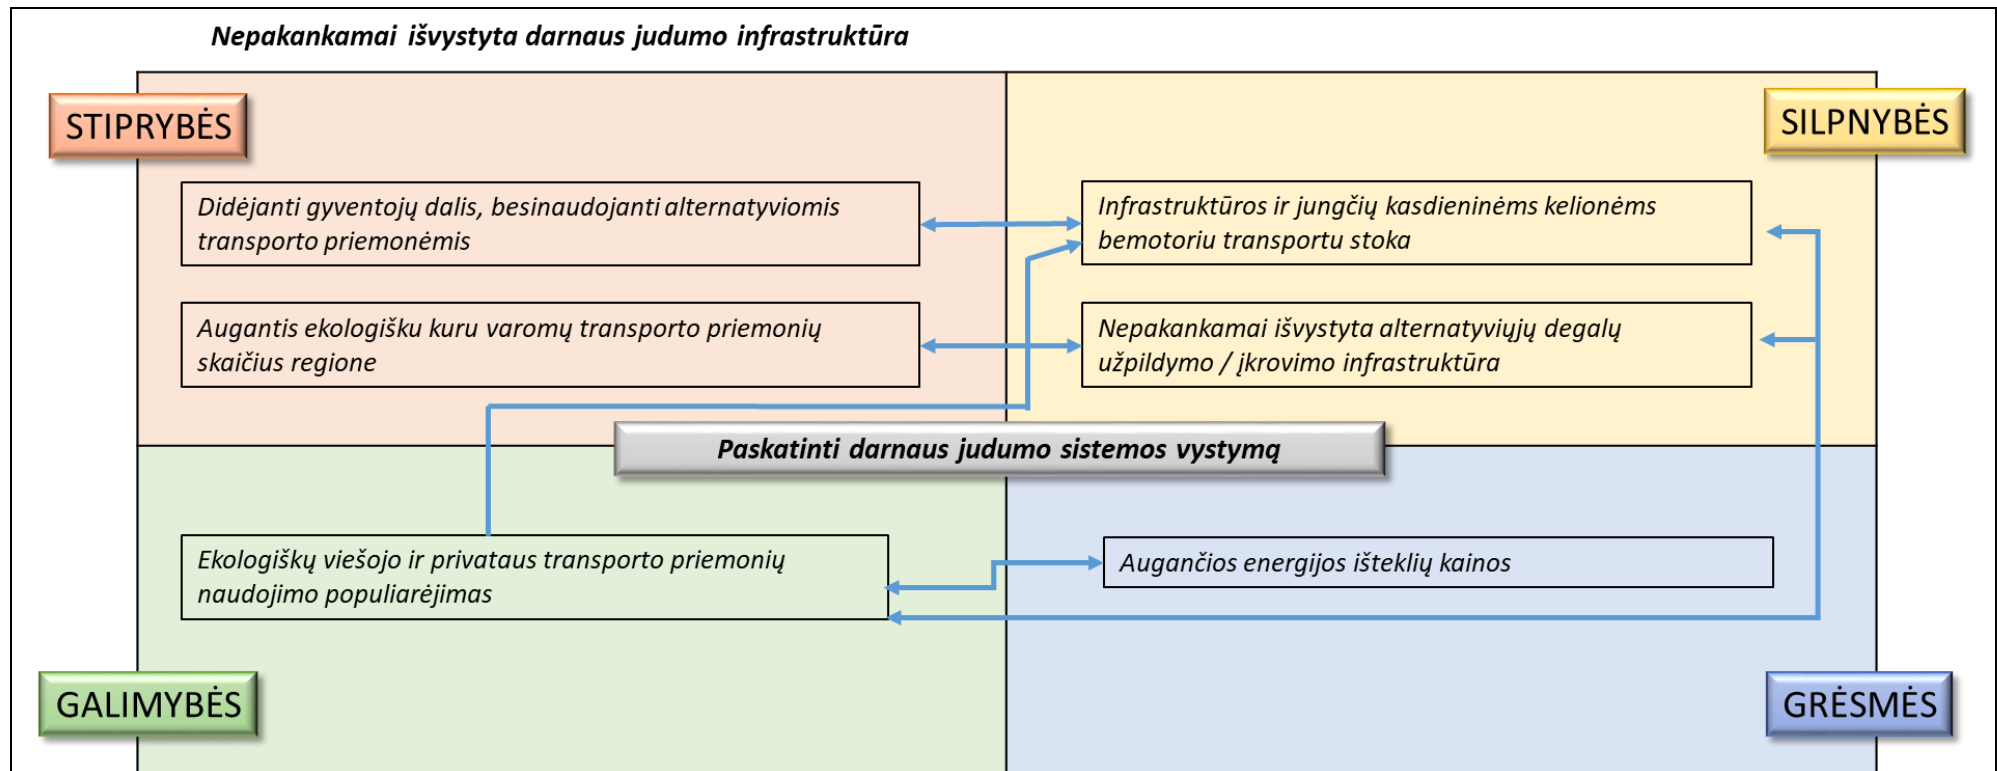 Nepakankamai išvystyta darnaus judumo infrastruktūra
STIPRYBĖS
SILPNYBĖS
Didėjanti gyventojų dalis, besinaudojanti alternatyviomis
transporto priemonėmis
Infrastruktūros ir jungčių kasdieninėms kelionėms
bemotoriu transportu stoka
Augantis ekologišku kuru varomų transporto priemonių
skaičius regione
Nepakankamai išvystyta alternatyviųjų degalų
užpildymo / įkrovimo infrastruktūra
Paskatinti darnaus judumo sistemos vystymą
Ekologiškų viešojo ir privataus transporto priemonių
naudojimo populiarėjimas
Augančios energijos išteklių kainos
GALIMYBĖS
GRĖSMĖS